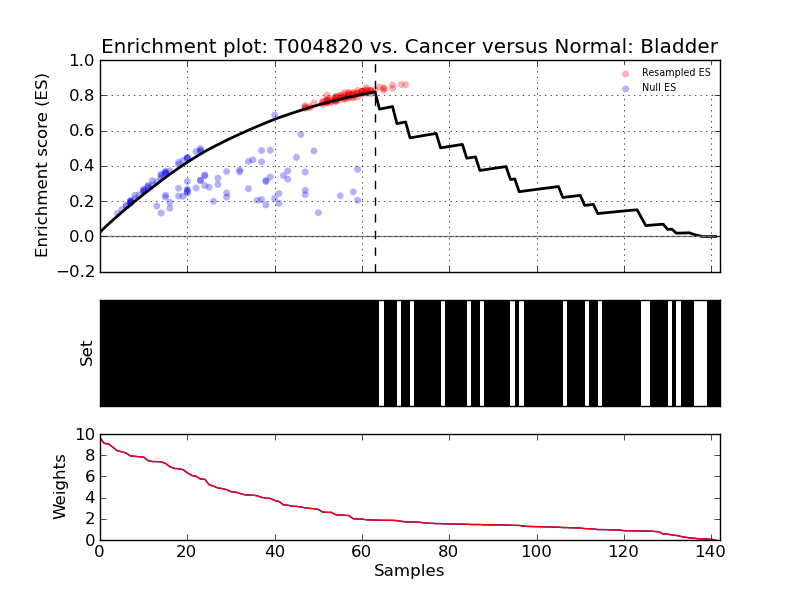 Enrichment plot: T004820 vs. Cancer versus Normal: Bladder
Enrichment score (ES)
1.0
0.8
0.6
0.4
0.2
0.0
−0.2
Resampled ES
Null ES
Set
Weights
10
8
6
4
2
0
0 20 40 60 80 100 120 140
Samples